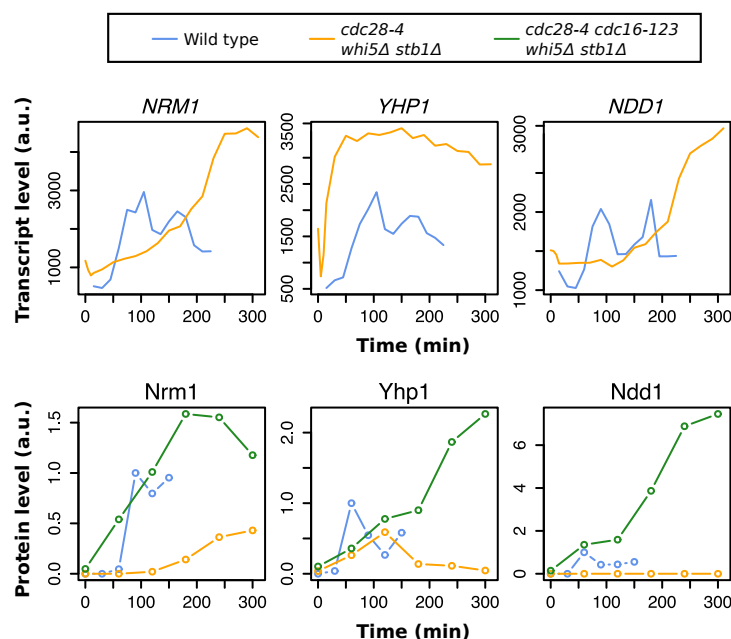 Wild type
cdc28-4
whi5Δ stb1Δ
cdc28-4 cdc16-123
whi5Δ stb1Δ
NRM1
YHP1
NDD1
Transcript level (a.u.)
1000
3000
500
1500
2500
3500
1000
2000
3000
0 100 200 300
0 100 200 300
0 100 200 300
Time (min)
Nrm1
Yhp1
Ndd1
Protein level (a.u.)
0.0
0.5
1.0
1.5
0.0
1.0
2.0
0
2
4
6
0 100 200 300
0 100 200 300
0 100 200 300
Time (min)